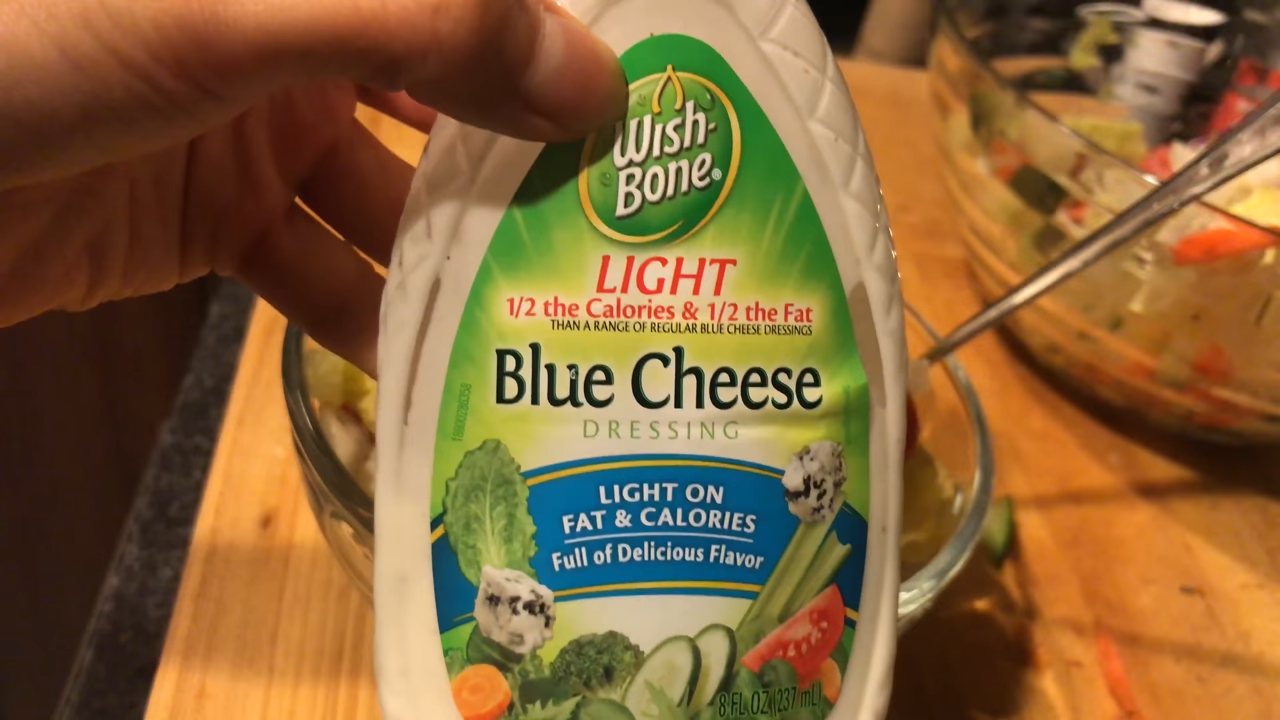 Wish-
Bone®
LIGHT
1/2 the Calories & 1/2 the Fat
THAN A RANGE OF REGULAR BLUE CHEESE DRESSINGS
Blue Cheese
DRESSING
LIGHT ON
FAT & CALORIES
Full of Delicious Flavor
8 FL OZ (237 mL)